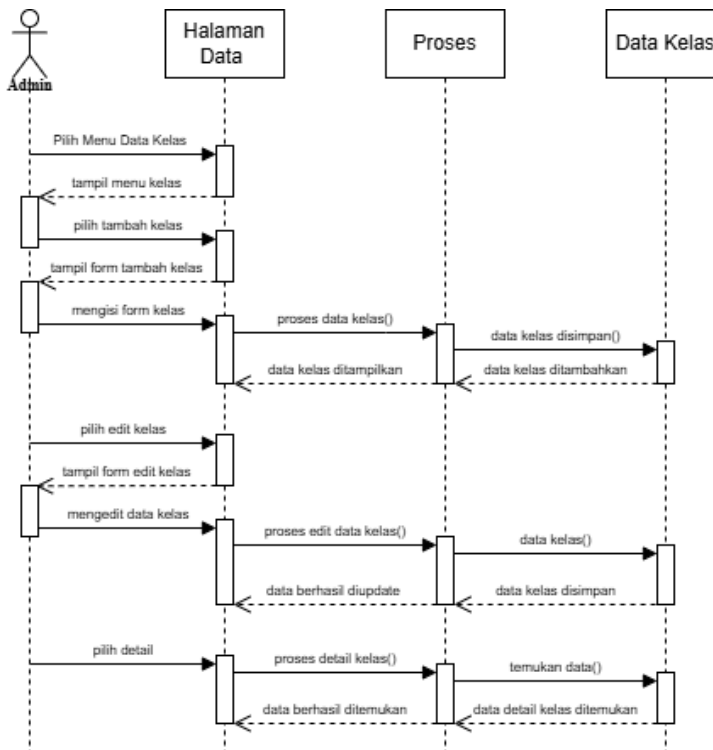 Halaman
Data
Proses
Data Kelas
Admin
Pilih Menu Data Kelas
tampil menu kelas
pilih tambah kelas
tampil form tambah kelas
mengisi form kelas
proses data kelas()
data kelas disimpan()
data kelas ditampilkan
data kelas ditambahkan
pilih edit kelas
tampil form edit kelas
mengedit data kelas
proses edit data kelas()
data kelas()
data berhasil diupdate
data kelas disimpan
pilih detail
proses detail kelas()
temukan data()
data berhasil ditemukan
data detail kelas ditemukan